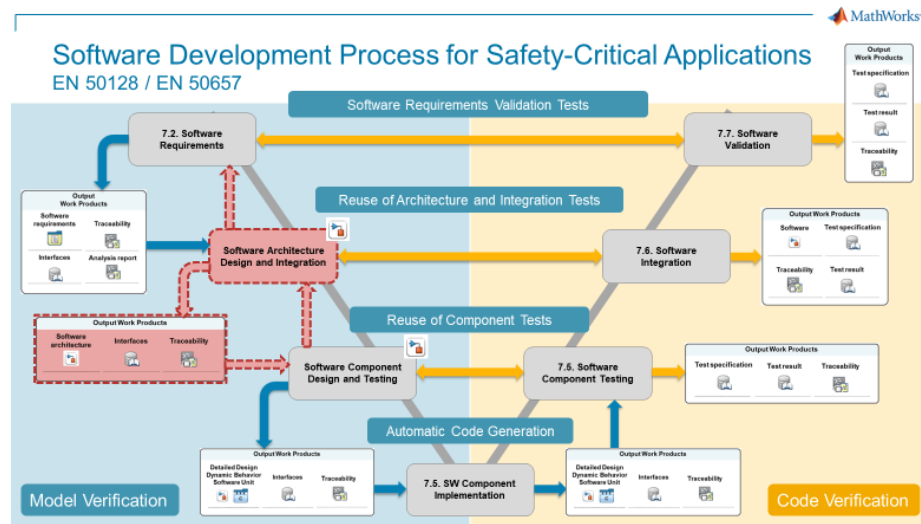 MathWorks
Software Development Process for Safety-Critical Applications
EN 50128 / EN 50657
Output
Work Products
Test specification
Test result
Traceability
Software Requirements Validation Tests
7.2. Software
Requirements
7.7. Software
Validation
Output
Work Products
Software
requirements
Traceability
Interfaces
Analysis report
Reuse of Architecture and Integration Tests
Software Architecture
Design and Integration
7.6. Software
Integration
Output Work Products
Software
Test specification
Traceability
Test result
Output Work Products
Software
architecture
Interfaces
Traceability
Reuse of Component Tests
Software Component
Design and Testing
7.5. Software
Component Testing
Output Work Products
Test specification
Test result
Traceability
Automatic Code Generation
Output Work Products
Detailed Design
Dynamic Behavior
Software Unit
Interfaces
Traceability
7.5. SW Component
Implementation
Output Work Products
Detailed Design
Dynamic Behavior
Software Unit
Interfaces
Traceability
Model Verification
Code Verification